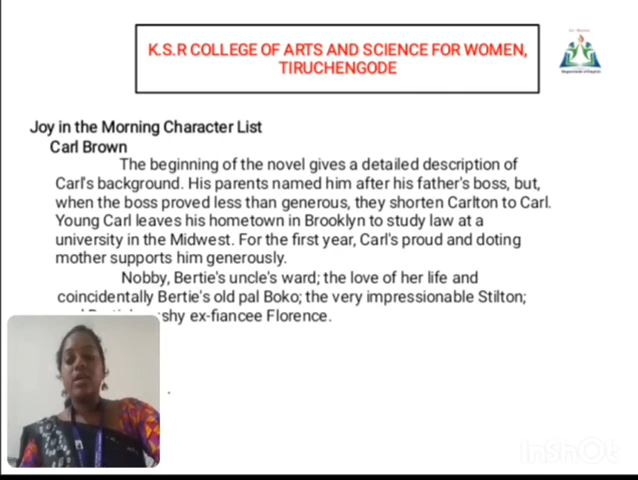 K.S.R COLLEGE OF ARTS AND SCIENCE FOR WOMEN,
TIRUCHENGODE
Joy in the Morning Character List
Carl Brown
The beginning of the novel gives a detailed description of
Carl's background. His parents named him after his father's boss, but,
when the boss proved less than generous, they shorten Carlton to Carl.
Young Carl leaves his hometown in Brooklyn to study law at a
university in the Midwest. For the first year, Carl's proud and doting
mother supports him generously.
Nobby, Bertie's uncle's ward; the love of her life and
coincidentally Bertie's old pal Boko; the very impressionable Stilton;
ex-fiancee Florence.
InShOt